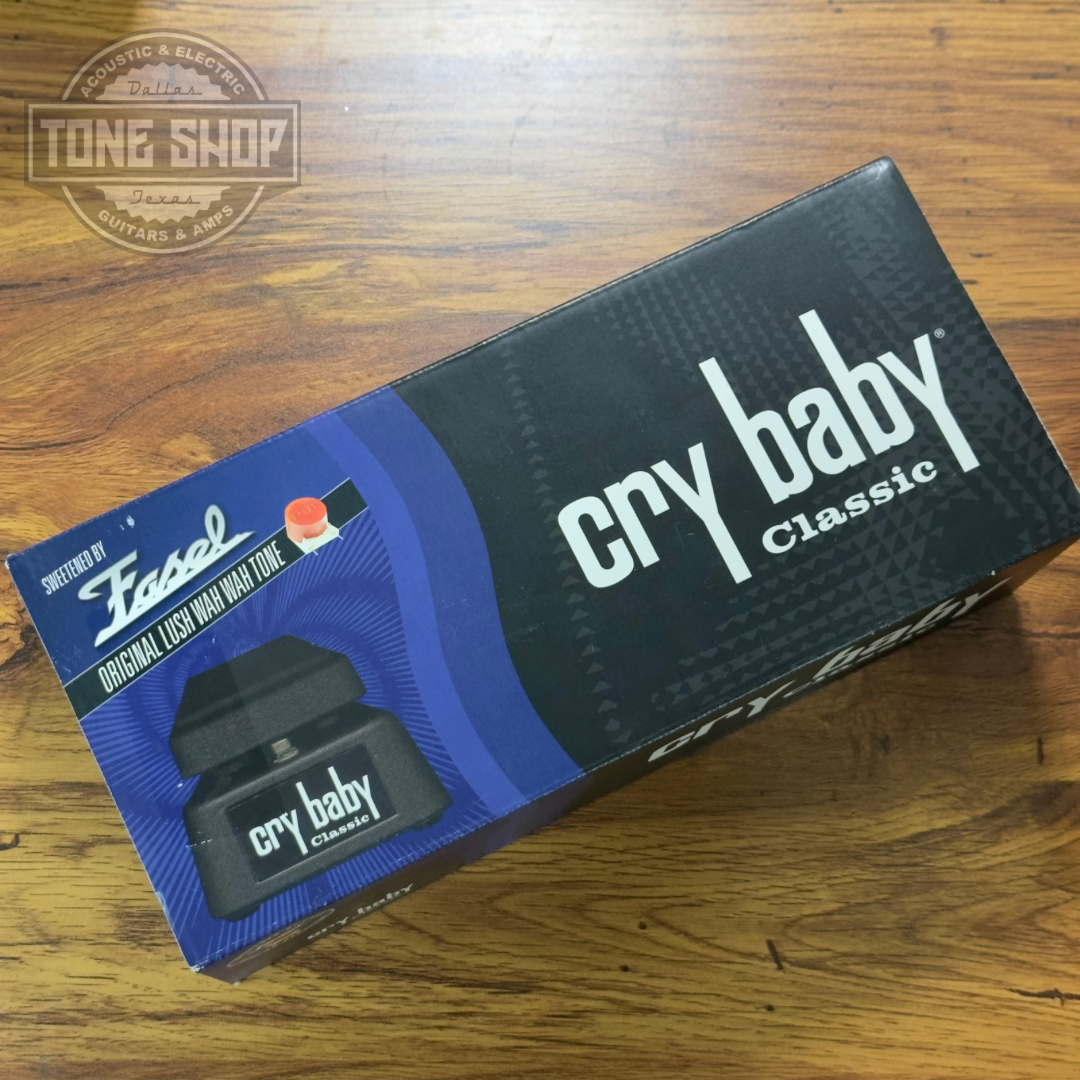 ACOUSTIC & ELECTRIC
Dallas
TONE SHOP
Texas
GUITARS & AMPS
cry baby®
Classic
SWEETENED BY
Fasel
ORIGINAL LUSH WAH WAH TONE
cry baby
Classic
cry baby
cry baby